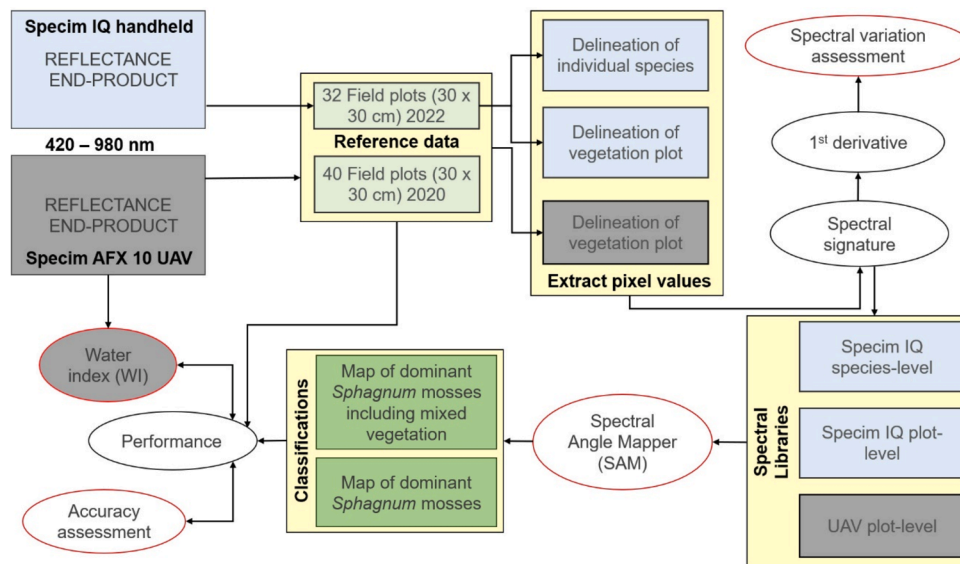 Specim IQ handheld
REFLECTANCE
END-PRODUCT
420 – 980 nm
REFLECTANCE
END-PRODUCT
Specim AFX 10 UAV
32 Field plots (30 x
30 cm) 2022
Reference data
40 Field plots (30 x
30 cm) 2020
Delineation of
individual species
Delineation of
vegetation plot
Delineation of
vegetation plot
Extract pixel values
Spectral variation
assessment
1st derivative
Spectral
signature
Spectral
Libraries
Specim IQ
species-level
Specim IQ plot-
level
UAV plot-level
Spectral
Angle Mapper
(SAM)
Classifications
Map of dominant
Sphagnum mosses
including mixed
vegetation
Map of dominant
Sphagnum mosses
Water
index (WI)
Performance
Accuracy
assessment